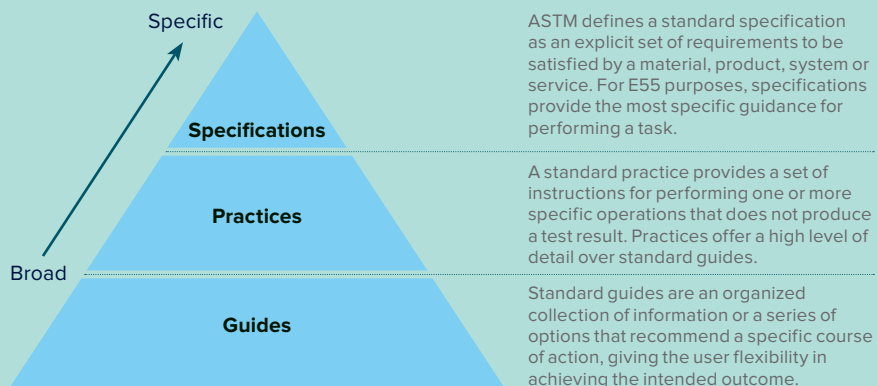 Specific
ASTM defines a standard specification
as an explicit set of requirements to be
satisfied by a material, product, system or
service. For E55 purposes, specifications
provide the most specific guidance for
performing a task.
Specifications
A standard practice provides a set of
instructions for performing one or more
specific operations that does not produce
a test result. Practices offer a high level of
detail over standard guides.
Practices
Broad
Standard guides are an organized
collection of information or a series of
options that recommend a specific course
of action, giving the user flexibility in
achieving the intended outcome.
Guides